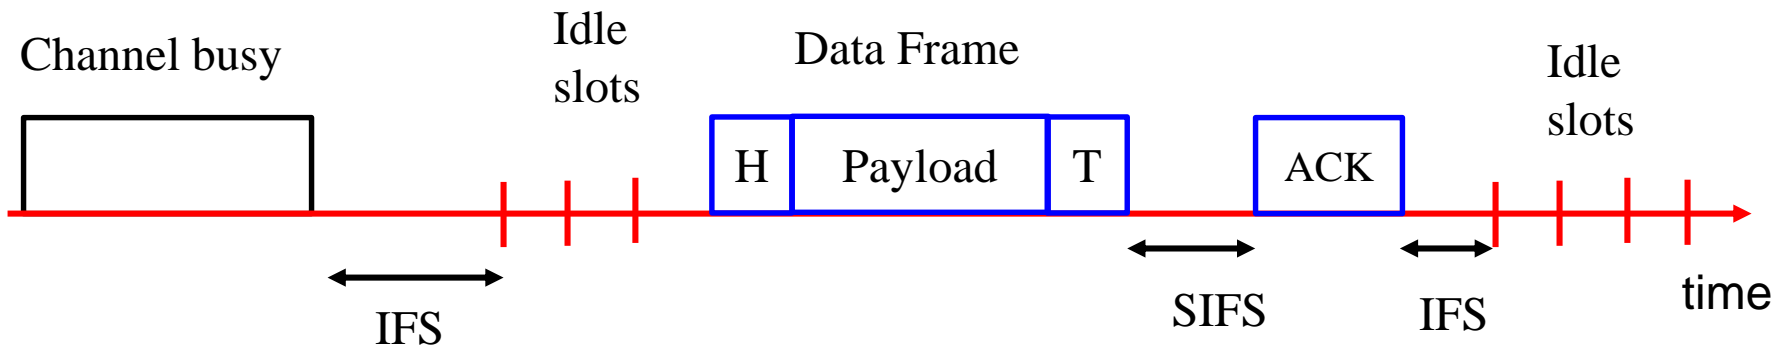 Channel busy
Idle
slots
Data Frame
Idle
slots
H
Payload
T
ACK
IFS
SIFS
IFS
time